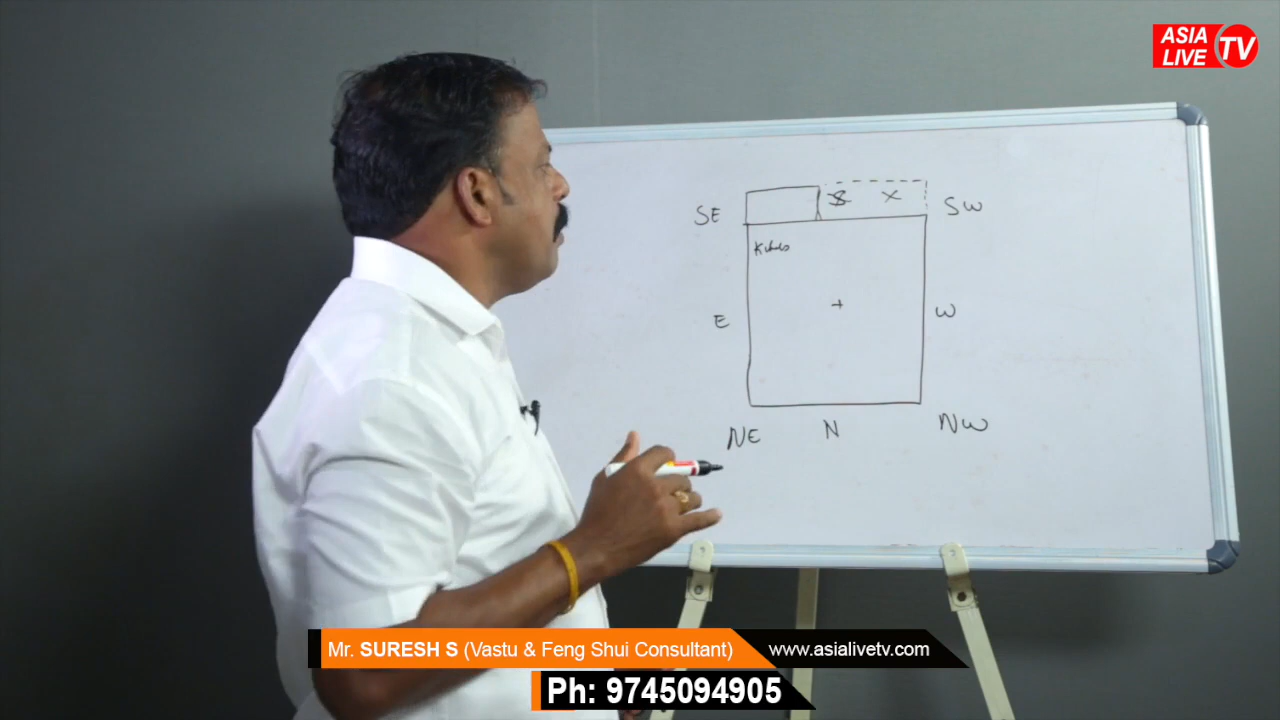 ASIA
LIVE TV
SE
S X
SW
E
+
W
NE
N
NW
Mr. SURESH S (Vastu & Feng Shui Consultant)
www.asialivetv.com
Ph: 9745094905